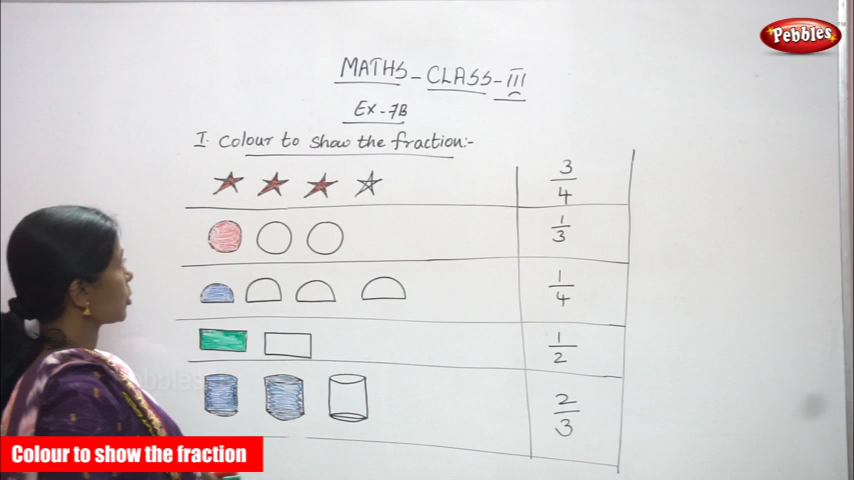 Pebbles
MATHS - CLASS - III
Ex - 7B
I. Colour to show the fraction:-
3/4
1/3
1/4
1/2
2/3
Pebbles
Colour to show the fraction